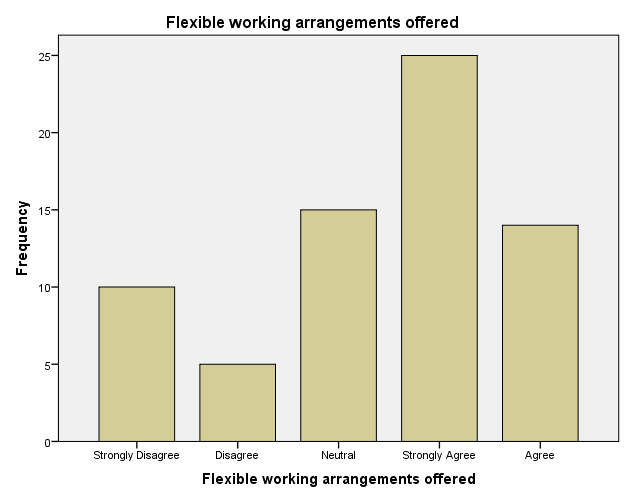 Flexible working arrangements offered
Frequency
25
20
15
10
5
0
Strongly Disagree Disagree Neutral Strongly Agree Agree
Flexible working arrangements offered